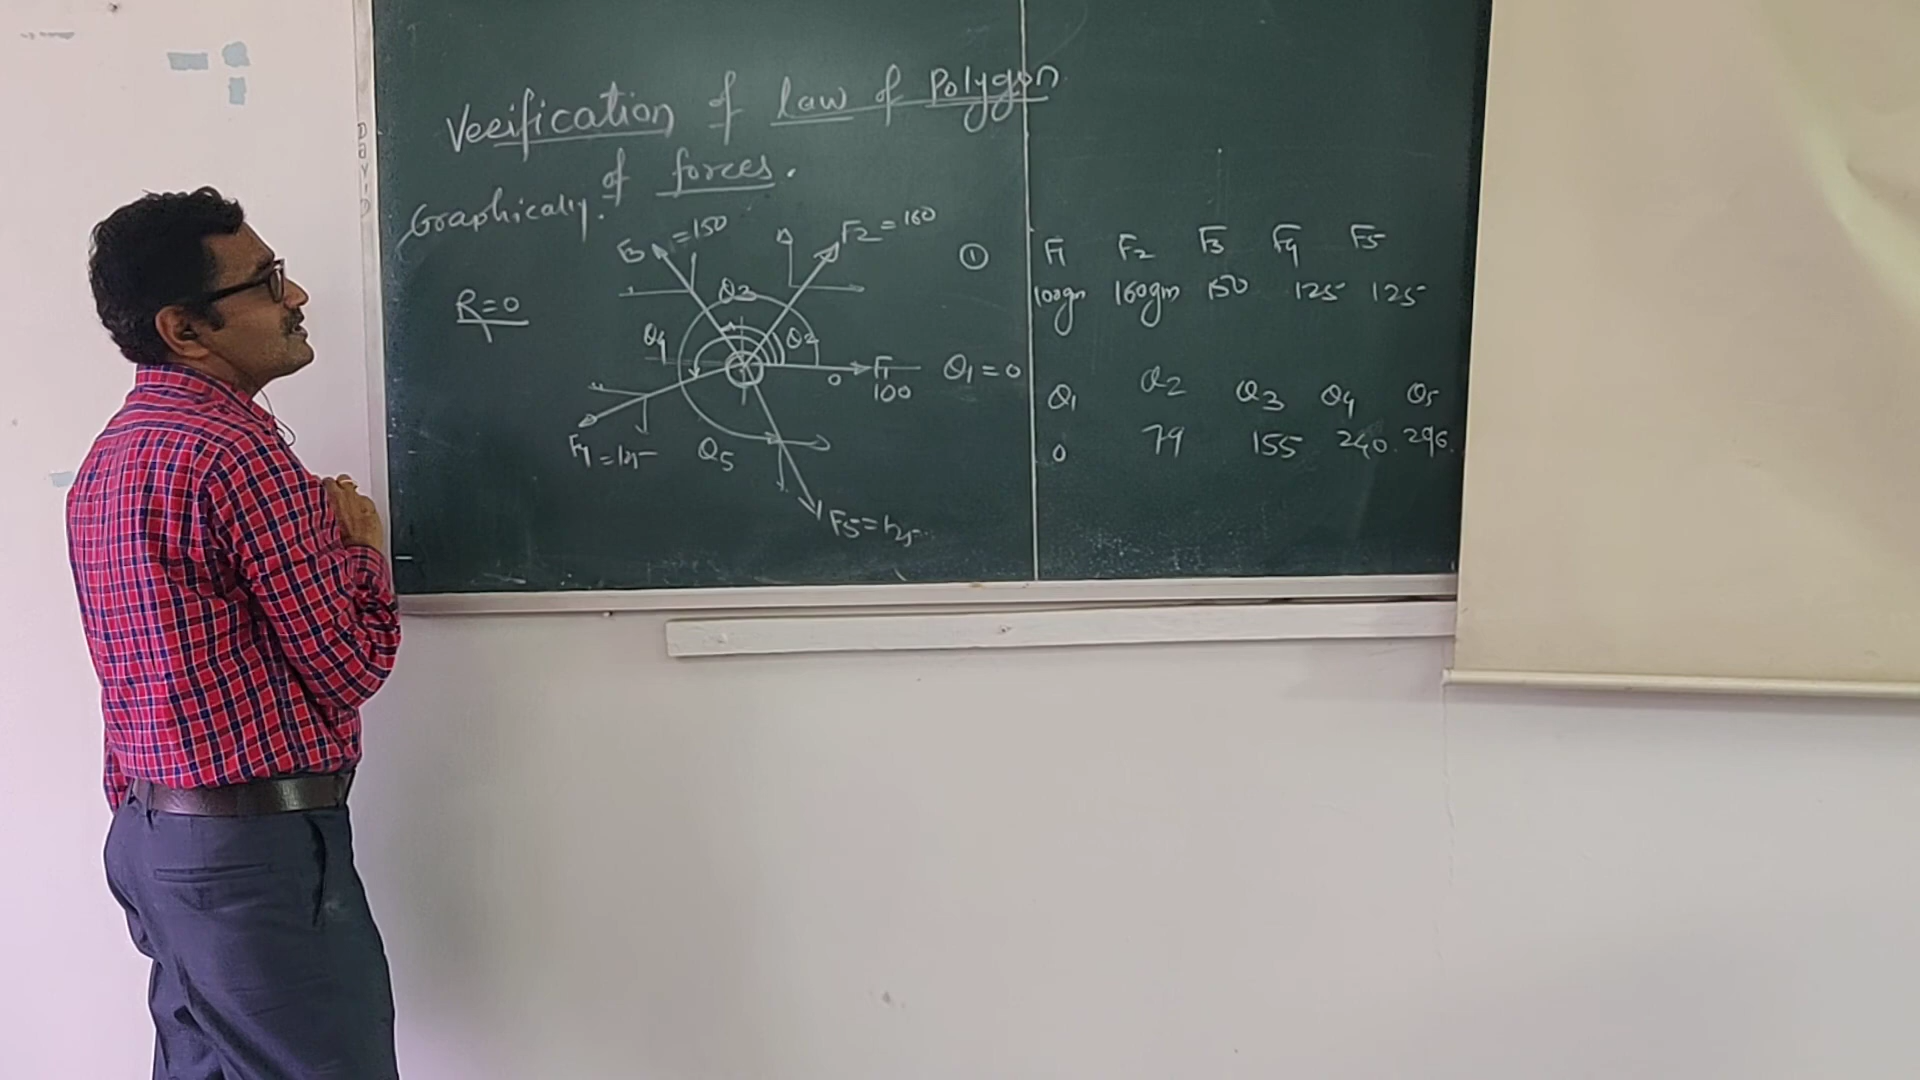 Verification of law of Polygon
of forces.
Graphically.
R=0
F3 =150
F2=160
θ3
θ4
θ2
0
F1
100
θ1=0
F4 =125
θ5
F5=125
① F1 F2 F3 F4 F5
100gm 160gm 150 125 125
θ1 θ2 θ3 θ4 θ5
0 79 155 240. 296.